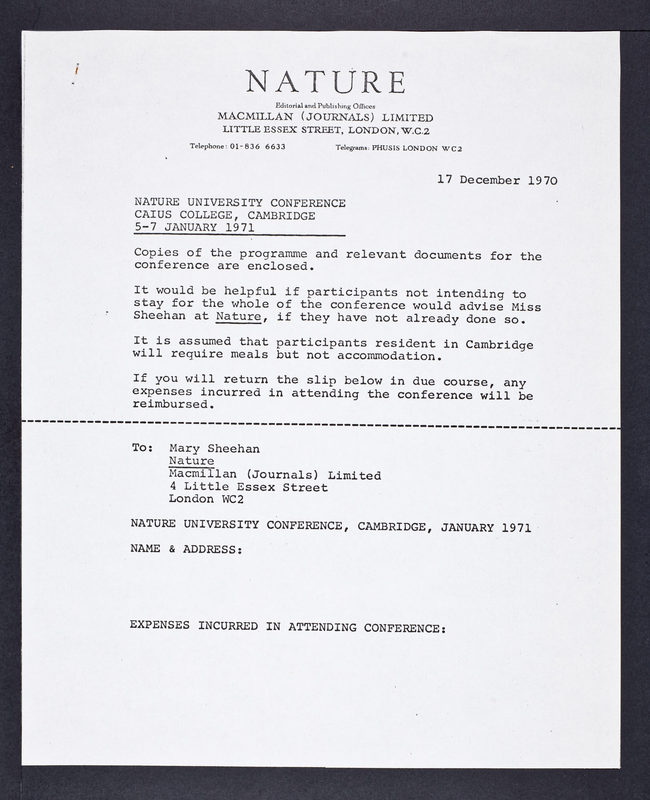 NATURE
Editorial and Publishing Offices
MACMILLAN (JOURNALS) LIMITED
LITTLE ESSEX STREET, LONDON, W.C.2
Telephone: 01-836 6633 Telegrams: PHUSIS LONDON WC2
17 December 1970
NATURE UNIVERSITY CONFERENCE
CAIUS COLLEGE, CAMBRIDGE
5-7 JANUARY 1971
Copies of the programme and relevant documents for the
conference are enclosed.
It would be helpful if participants not intending to
stay for the whole of the conference would advise Miss
Sheehan at Nature, if they have not already done so.
It is assumed that participants resident in Cambridge
will require meals but not accommodation.
If you will return the slip below in due course, any
expenses incurred in attending the conference will be
reimbursed.
To: Mary Sheehan
Nature
Macmillan (Journals) Limited
4 Little Essex Street
London WC2
NATURE UNIVERSITY CONFERENCE, CAMBRIDGE, JANUARY 1971
NAME & ADDRESS:
EXPENSES INCURRED IN ATTENDING CONFERENCE: